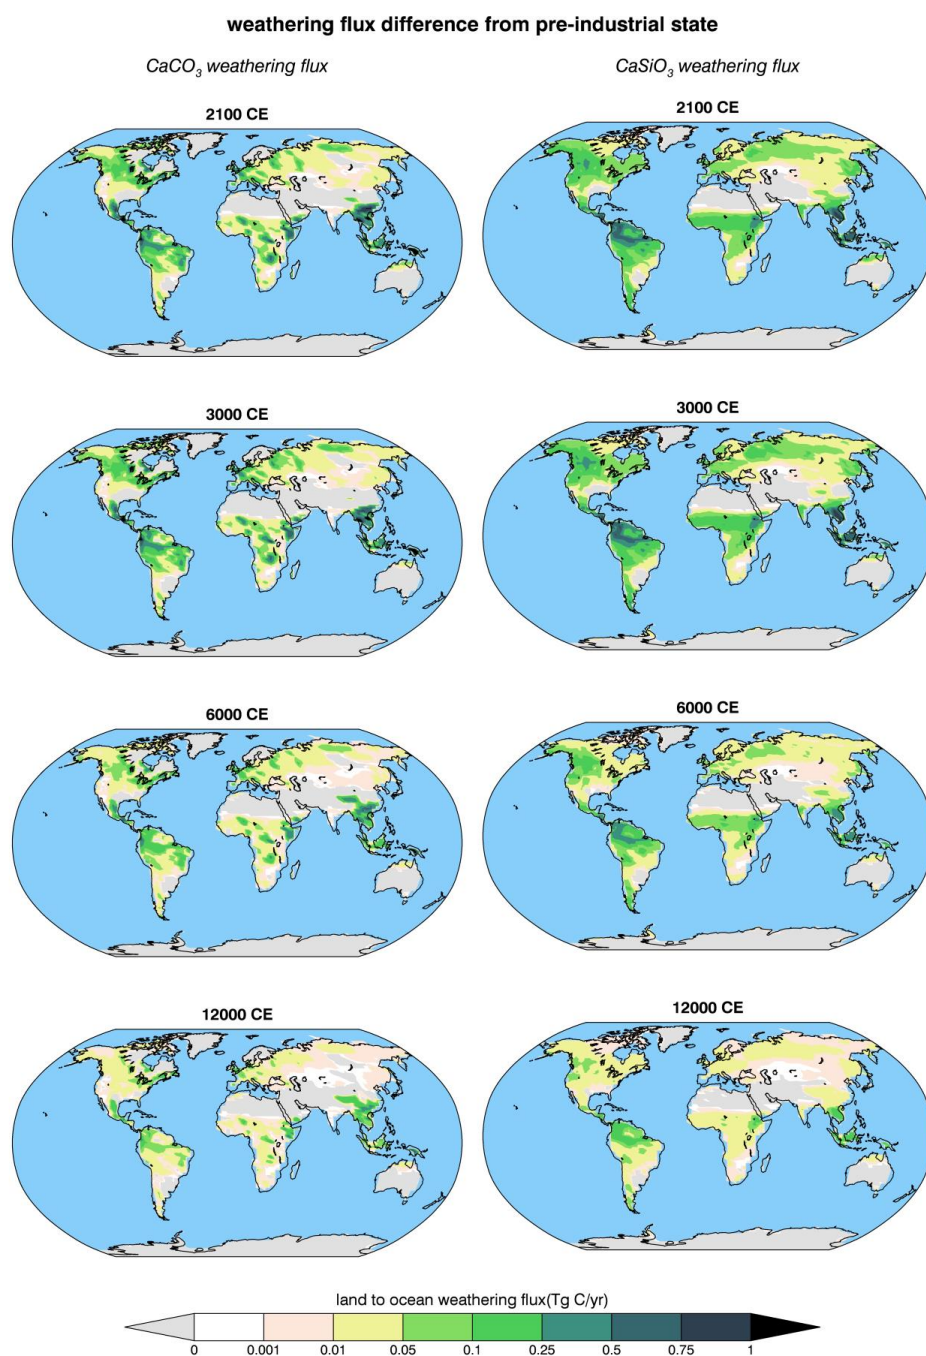 weathering flux difference from pre-industrial state
CaCO₃ weathering flux
CaSiO₃ weathering flux
2100 CE
2100 CE
3000 CE
3000 CE
6000 CE
6000 CE
12000 CE
12000 CE
land to ocean weathering flux(Tg C/yr)
0 0.001 0.01 0.05 0.1 0.25 0.5 0.75 1